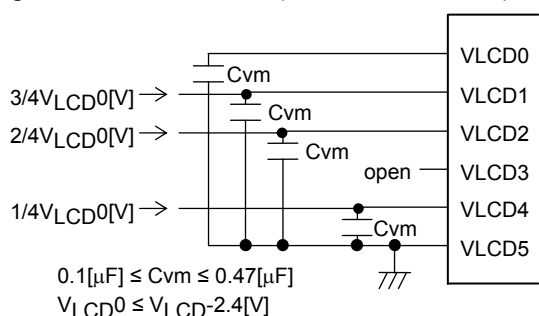 VLCD0
Cvm
3/4VLCD0[V]
VLCD1
Cvm
2/4VLCD0[V]
VLCD2
Cvm
open
VLCD3
1/4VLCD0[V]
VLCD4
Cvm
VLCD5
0.1[μF] ≤ Cvm ≤ 0.47[μF]
VLCD0 ≤ VLCD-2.4[V]